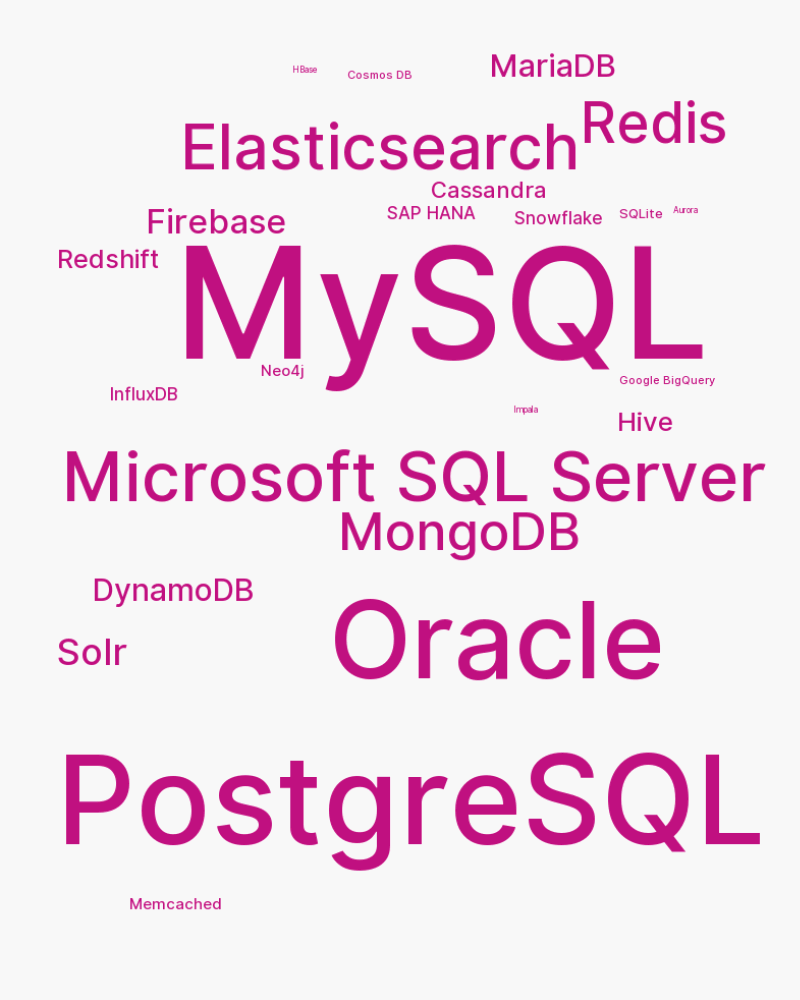 MariaDB
HBase
Cosmos DB
Redis
Elasticsearch
Cassandra
SAP HANA
Snowflake
SQLite
Aurora
Firebase
Redshift
MySQL
Neo4j
Google BigQuery
InfluxDB
Impala
Hive
Microsoft SQL Server
MongoDB
DynamoDB
Oracle
Solr
PostgreSQL
Memcached